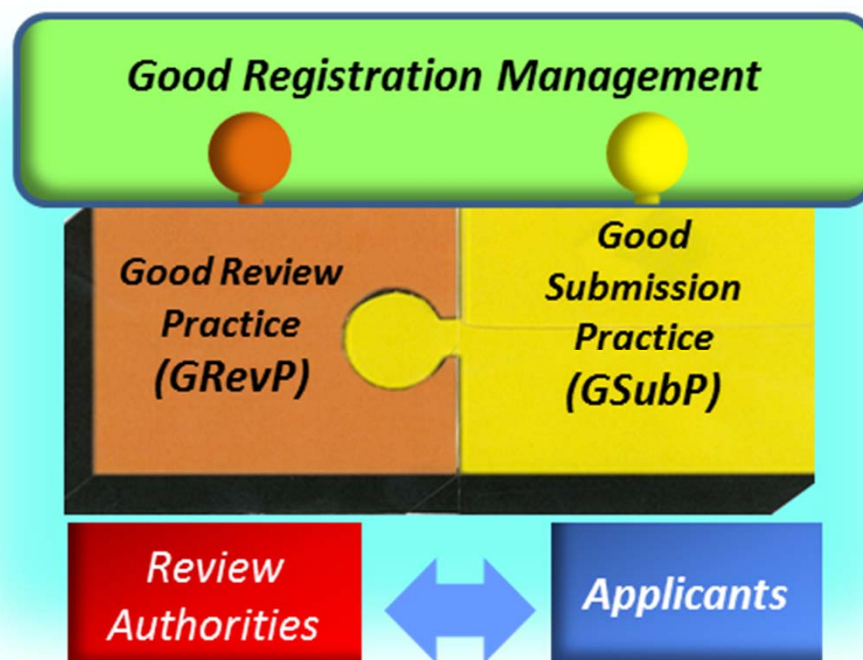 Good Registration Management
Good Review
Practice
(GRevP)
Good
Submission
Practice
(GSubP)
Review
Authorities
Applicants